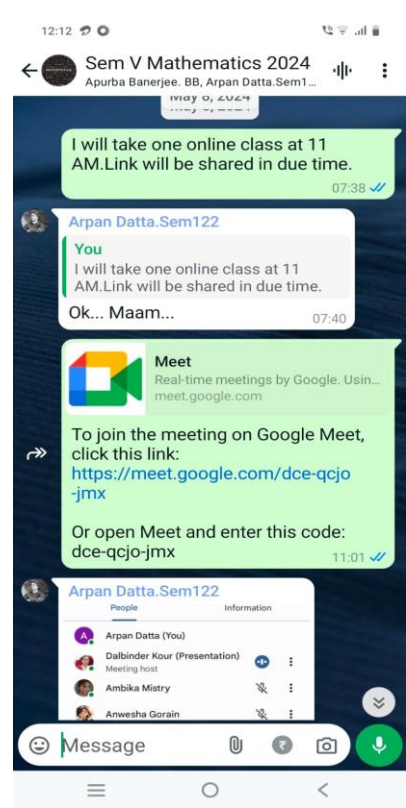 12:12
Sem V Mathematics 2024
Apurba Banerjee. BB, Arpan Datta.Sem1...
May 6, 2024
I will take one online class at 11
AM.Link will be shared in due time.
07:38
Arpan Datta.Sem122
You
I will take one online class at 11
AM.Link will be shared in due time.
Ok... Maam...
07:40
Meet
Real-time meetings by Google. Usin...
meet.google.com
To join the meeting on Google Meet,
click this link:
https://meet.google.com/dce-qcjo
-jmx
Or open Meet and enter this code:
dce-qcjo-jmx
11:01
Arpan Datta.Sem122
People Information
A Arpan Datta (You)
Dalbinder Kour (Presentation)
Meeting host
Ambika Mistry
Anwesha Gorain
Message